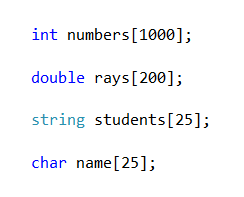 int numbers[1000];
double rays[200];
string students[25];
char name[25];